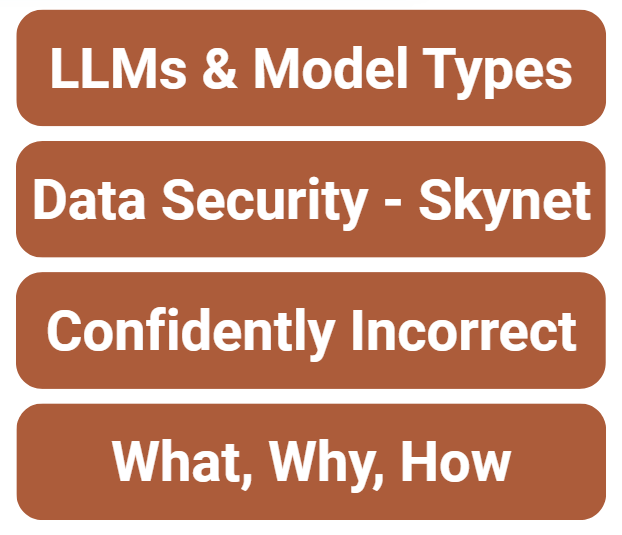 LLMs & Model Types
Data Security - Skynet
Confidently Incorrect
What, Why, How